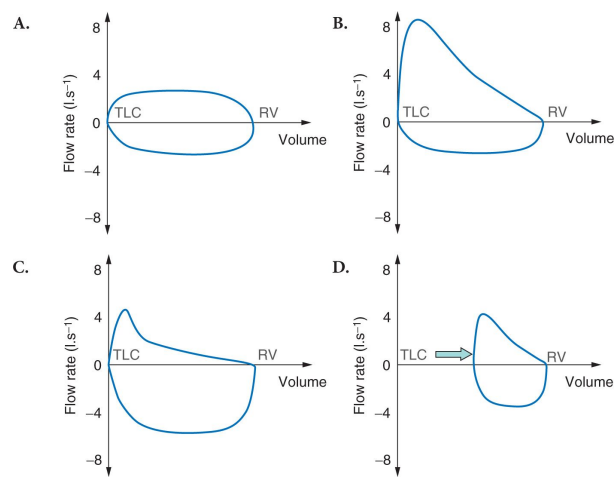 A.
8
4
0
−4
−8
Flow rate (l.s−1)
TLC
RV
Volume
B.
8
4
0
−4
−8
Flow rate (l.s−1)
TLC
RV
Volume
C.
8
4
0
−4
−8
Flow rate (l.s−1)
TLC
RV
Volume
D.
8
4
0
−4
−8
Flow rate (l.s−1)
TLC
RV
Volume